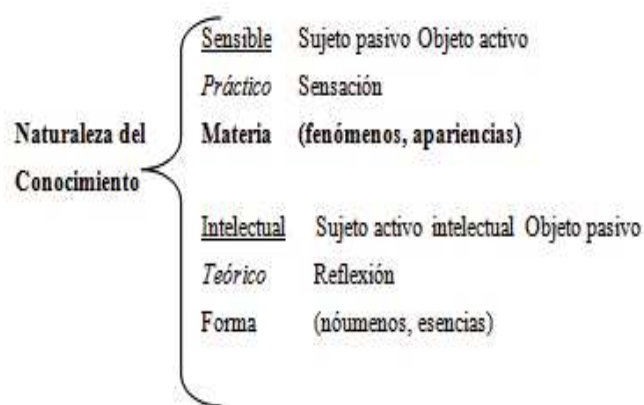 Naturaleza del
Conocimiento
Sensible Sujeto pasivo Objeto activo
Práctico Sensación
Materia (fenómenos, apariencias)
Intelectual Sujeto activo intelectual Objeto pasivo
Teórico Reflexión
Forma (nóumenos, esencias)